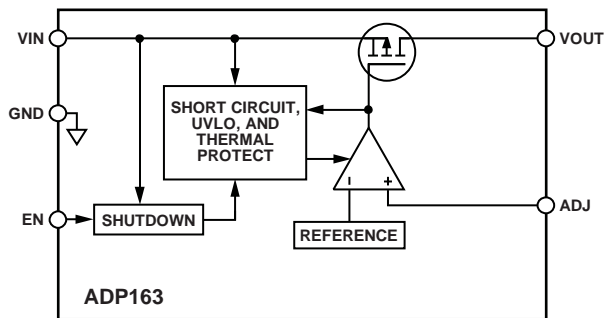 VIN
VOUT
GND
SHORT CIRCUIT,
UVLO, AND
THERMAL
PROTECT
EN
SHUTDOWN
REFERENCE
ADJ
ADP163